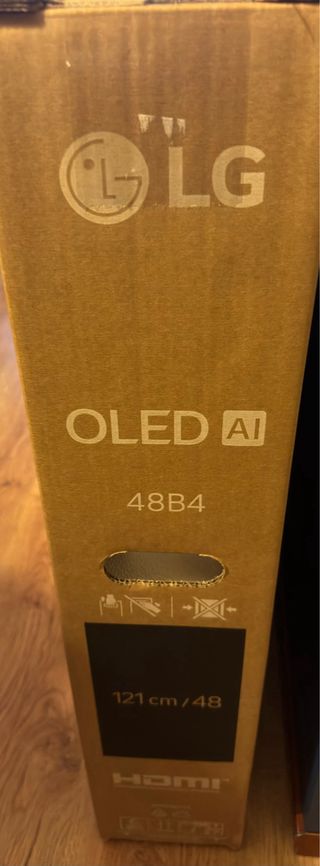 LG
OLED AI
48B4
121 cm / 48
HDMI